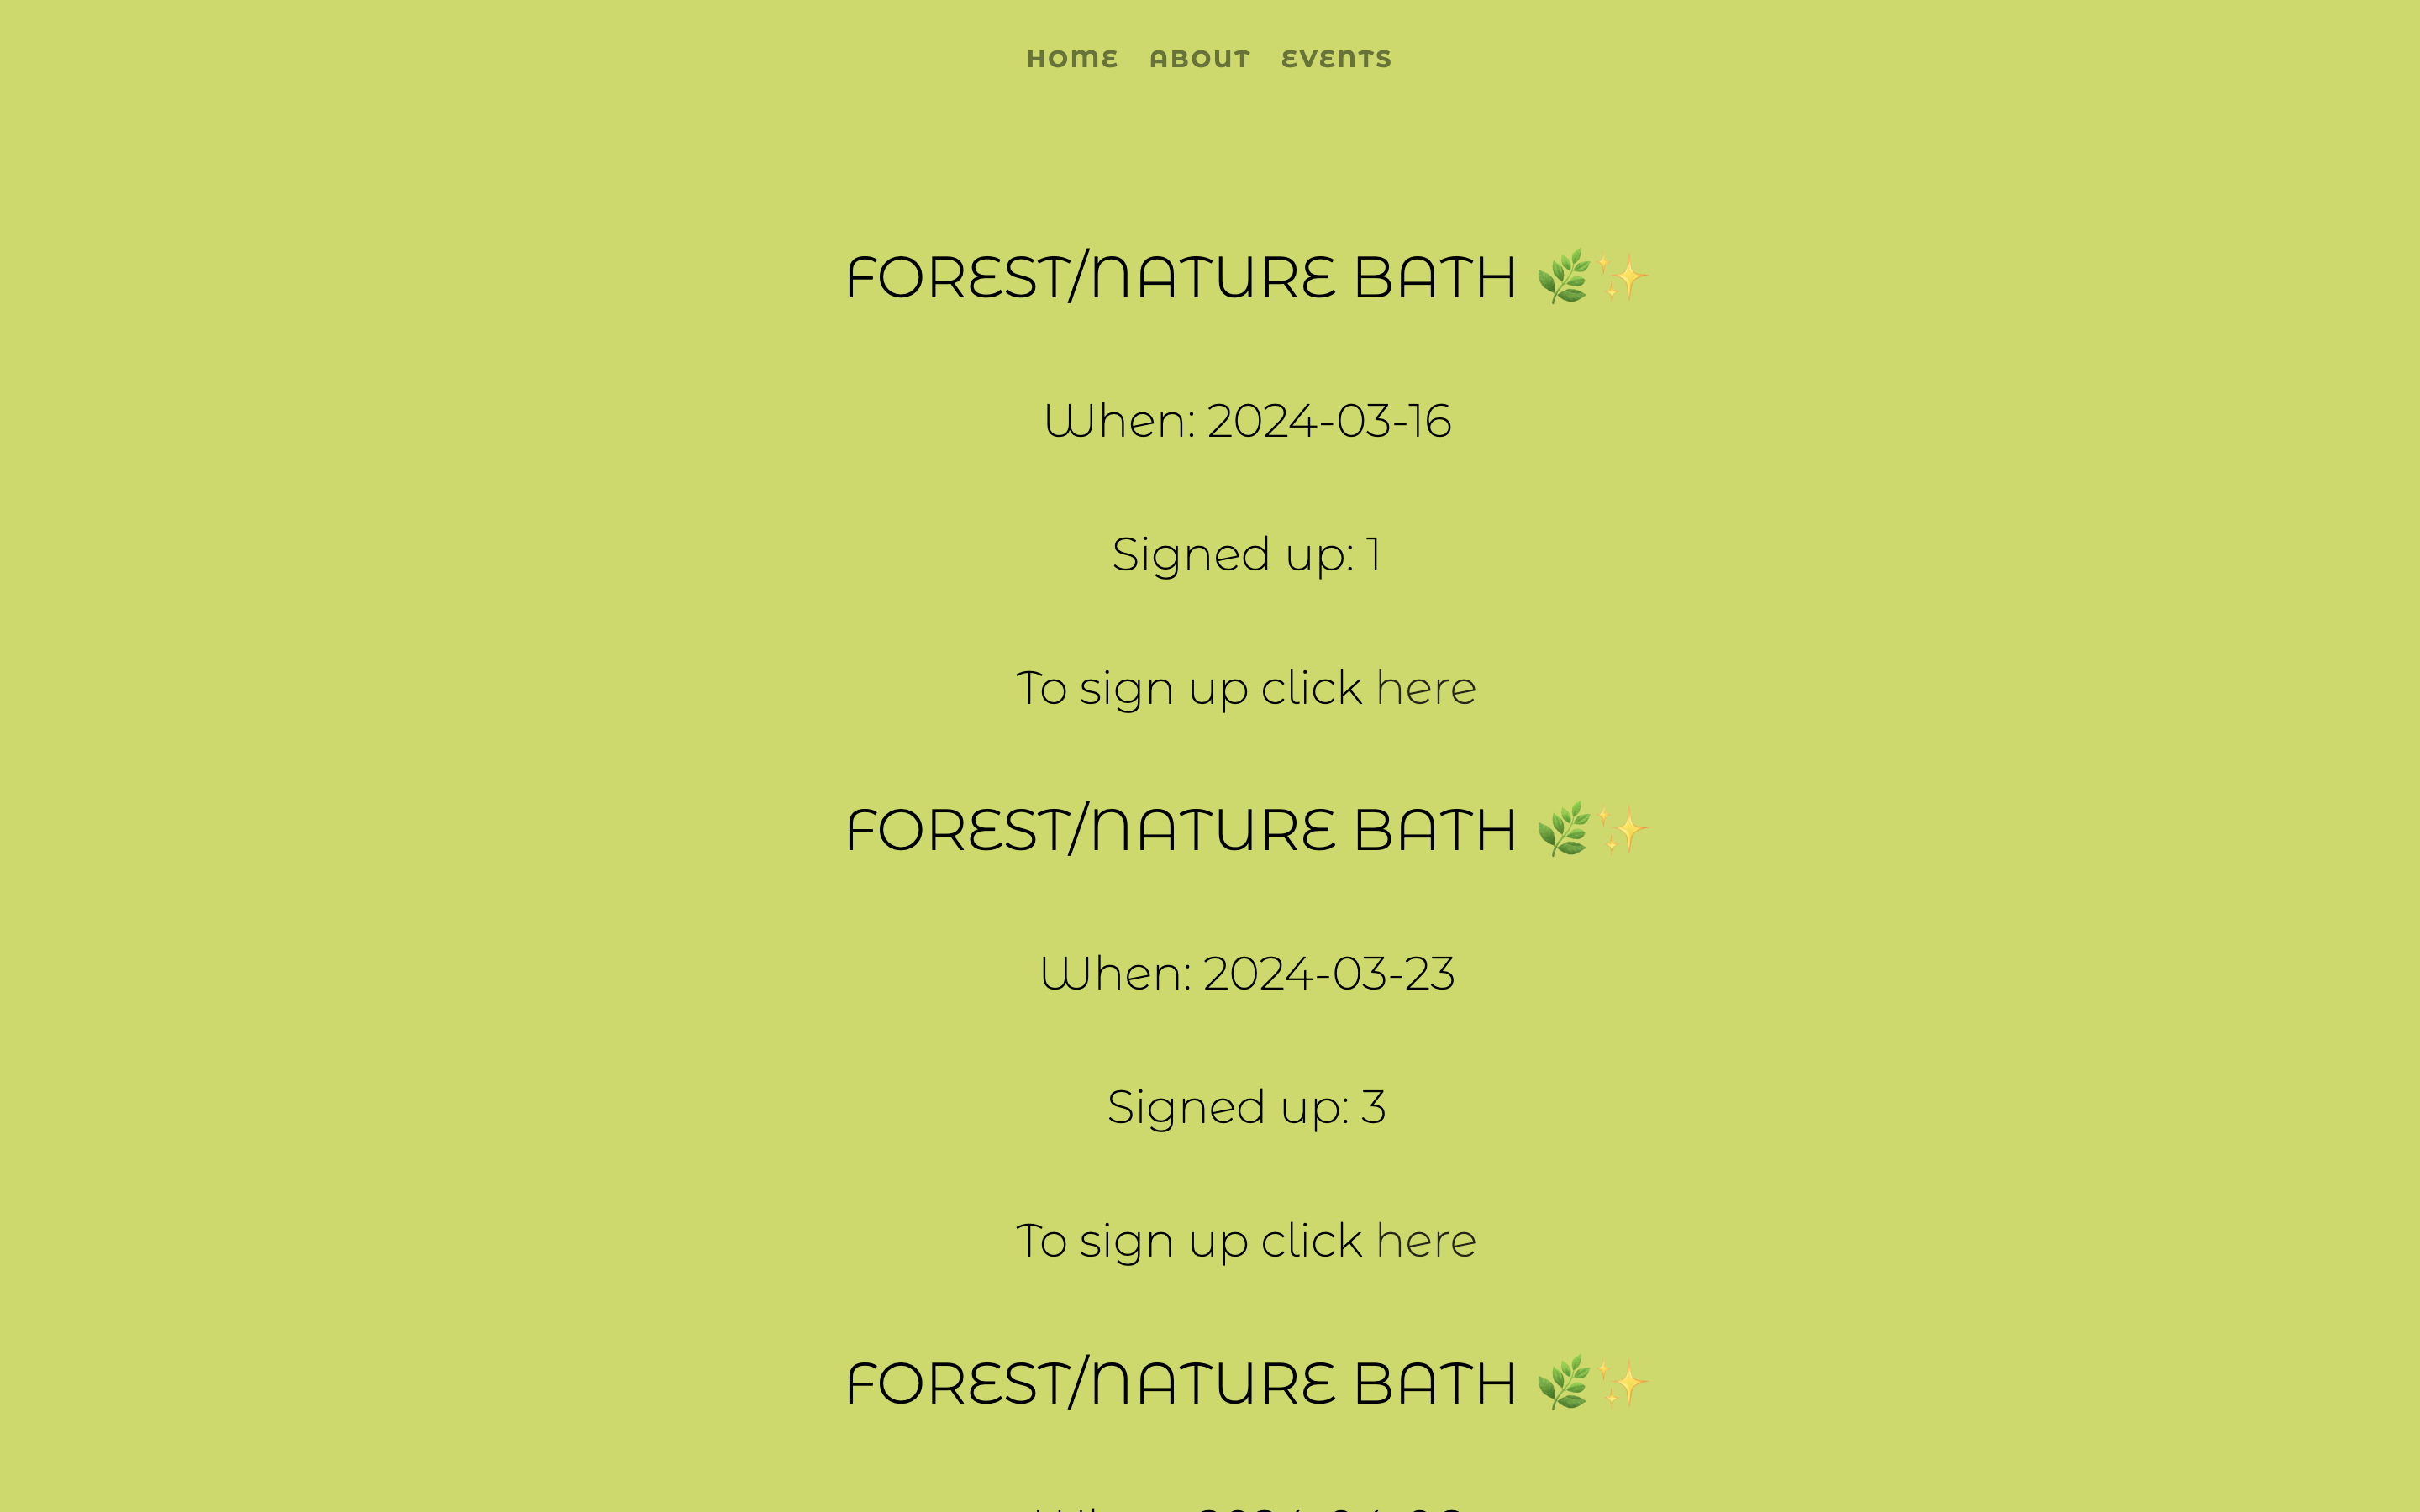 HOME ABOUT EVENTS
FOREST/NATURE BATH 🌿✨
When: 2024-03-16
Signed up: 1
To sign up click here
FOREST/NATURE BATH 🌿✨
When: 2024-03-23
Signed up: 3
To sign up click here
FOREST/NATURE BATH 🌿✨